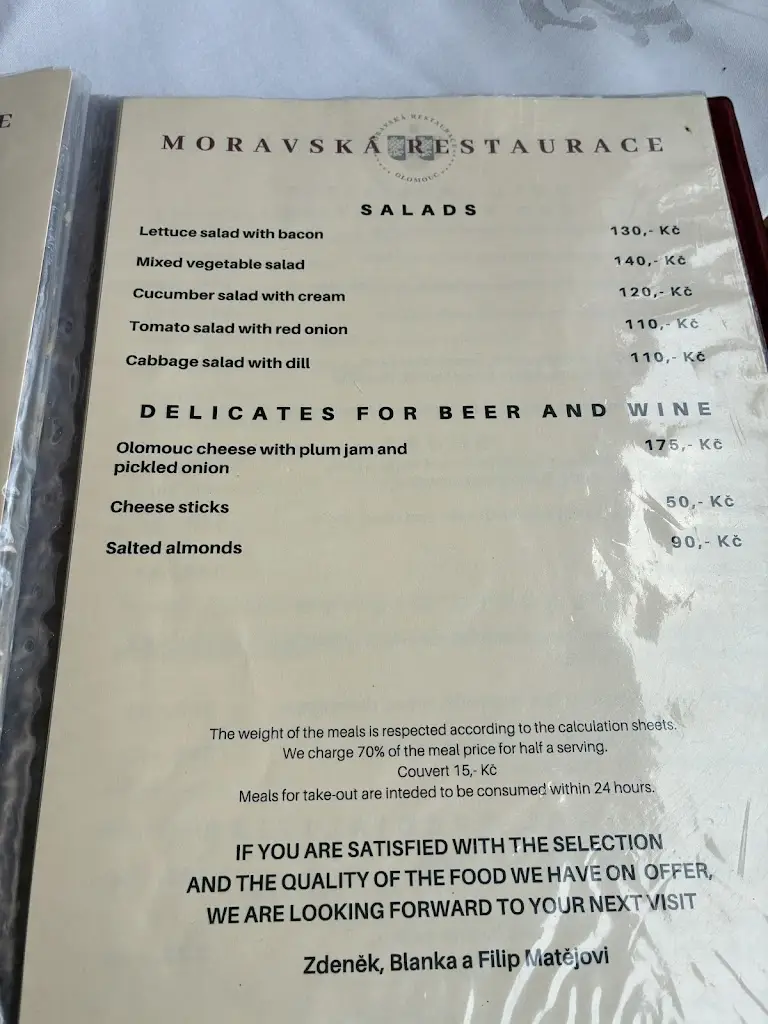 E
MORAVSKÁ RESTAURACE
MORAVSKÁ RESTAURACE
OLOMOUC
SALADS
Lettuce salad with bacon 130,- Kč
Mixed vegetable salad 140,- Kč
Cucumber salad with cream 120,- Kč
Tomato salad with red onion 110,- Kč
Cabbage salad with dill 110,- Kč
DELICATES FOR BEER AND WINE
Olomouc cheese with plum jam and 175,- Kč
pickled onion
Cheese sticks 50,- Kč
Salted almonds 90,- Kč
The weight of the meals is respected according to the calculation sheets.
We charge 70% of the meal price for half a serving.
Couvert 15,- Kč
Meals for take-out are inteded to be consumed within 24 hours.
IF YOU ARE SATISFIED WITH THE SELECTION
AND THE QUALITY OF THE FOOD WE HAVE ON OFFER,
WE ARE LOOKING FORWARD TO YOUR NEXT VISIT
Zdeněk, Blanka a Filip Matějovi